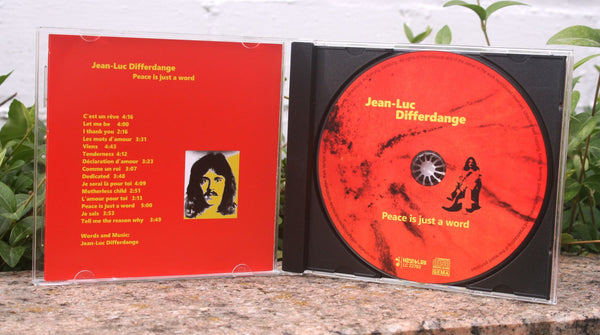 Jean-Luc Differdange
Peace is just a word
C'est un rêve 4:16
Let me be 4:00
I thank you 2:16
Les mots d'amour 3:31
Viens 4:43
Tenderness 4:12
Déclaration d'amour 3:23
Comme un roi 3:07
Dedicated 3:48
Je serai là pour toi 4:09
Motherless child 2:51
L'amour pour toi 3:13
Peace is just a word 5:00
Je sais 3:53
Tell me the reason why 3:49
Words and Music:
Jean-Luc Differdange
Jean-Luc
Differdange
Peace is just a word
GEMA